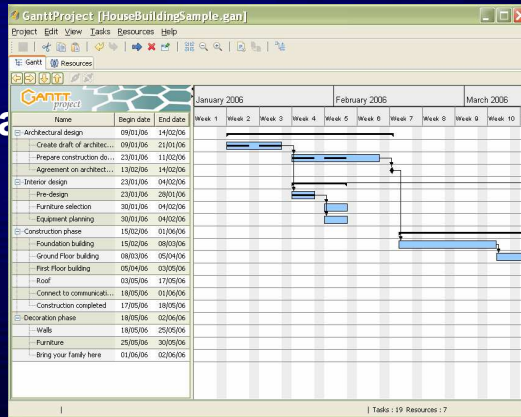 GanttProject [HouseBuildingSample.gan]
Project Edit View Tasks Resources Help
Gantt Resources
GANTT project
January 2006 February 2006 March 2006
Week 1 Week 2 Week 3 Week 4 Week 5 Week 6 Week 7 Week 8 Week 9 Week 10
Name Begin date End date
Architectural design 09/01/06 14/02/06
Create draft of architec... 09/01/06 21/01/06
Prepare construction do... 23/01/06 11/02/06
Agreement on architect... 13/02/06 14/02/06
Interior design 23/01/06 04/02/06
Pre-design 23/01/06 28/01/06
Furniture selection 30/01/06 04/02/06
Equipment planning 30/01/06 04/02/06
Construction phase 15/02/06 01/06/06
Foundation building 15/02/06 08/03/06
Ground Floor building 08/03/06 05/04/06
First Floor building 05/04/06 03/05/06
Roof 03/05/06 17/05/06
Connect to communicati... 18/05/06 01/06/06
Construction completed 17/05/06 18/05/06
Decoration phase 18/05/06 02/06/06
Walls 18/05/06 25/05/06
Furniture 25/05/06 30/05/06
Bring your family here 01/06/06 02/06/06
Tasks : 19 Resources : 7